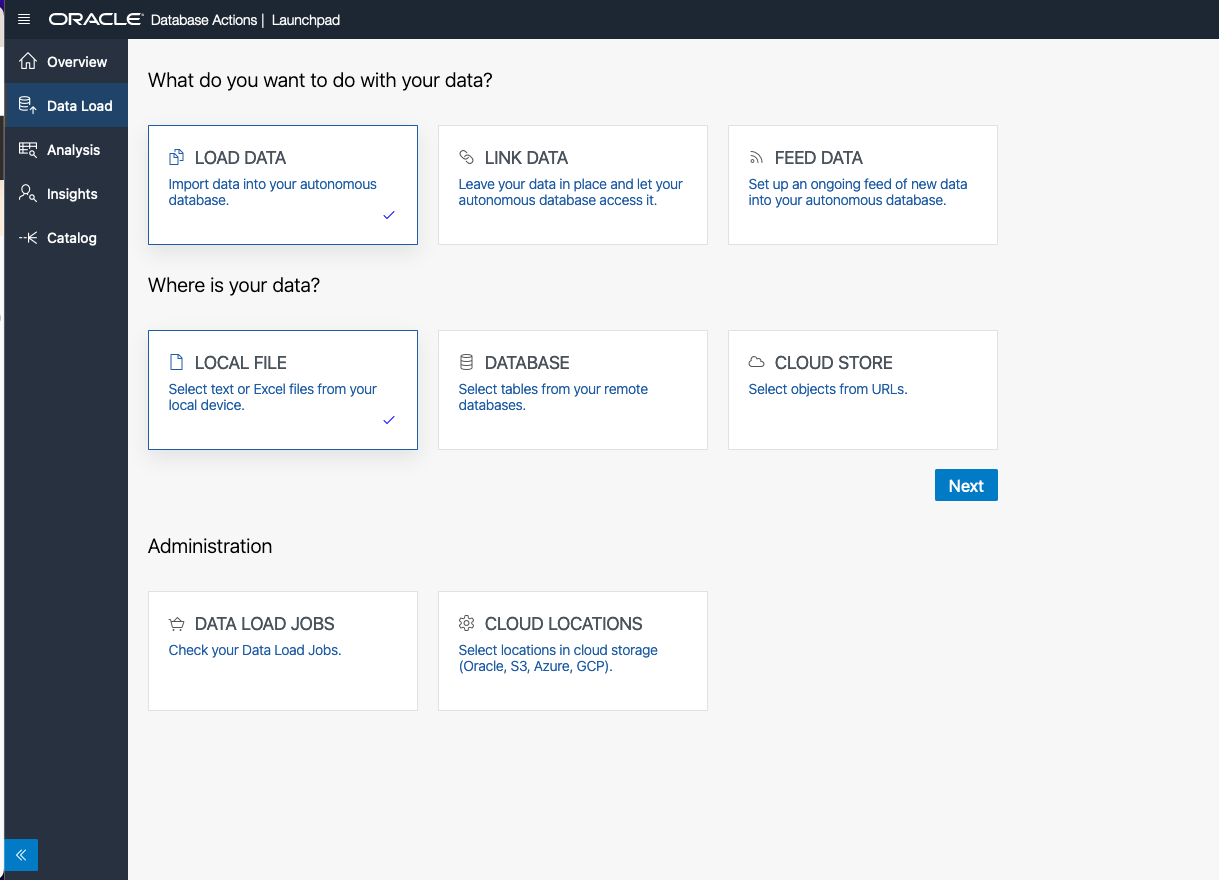 ORACLE Database Actions | Launchpad
Overview
Data Load
Analysis
Insights
Catalog
What do you want to do with your data?
LOAD DATA
Import data into your autonomous
database.
LINK DATA
Leave your data in place and let your
autonomous database access it.
FEED DATA
Set up an ongoing feed of new data
into your autonomous database.
Where is your data?
LOCAL FILE
Select text or Excel files from your
local device.
DATABASE
Select tables from your remote
databases.
CLOUD STORE
Select objects from URLs.
Next
Administration
DATA LOAD JOBS
Check your Data Load Jobs.
CLOUD LOCATIONS
Select locations in cloud storage
(Oracle, S3, Azure, GCP).